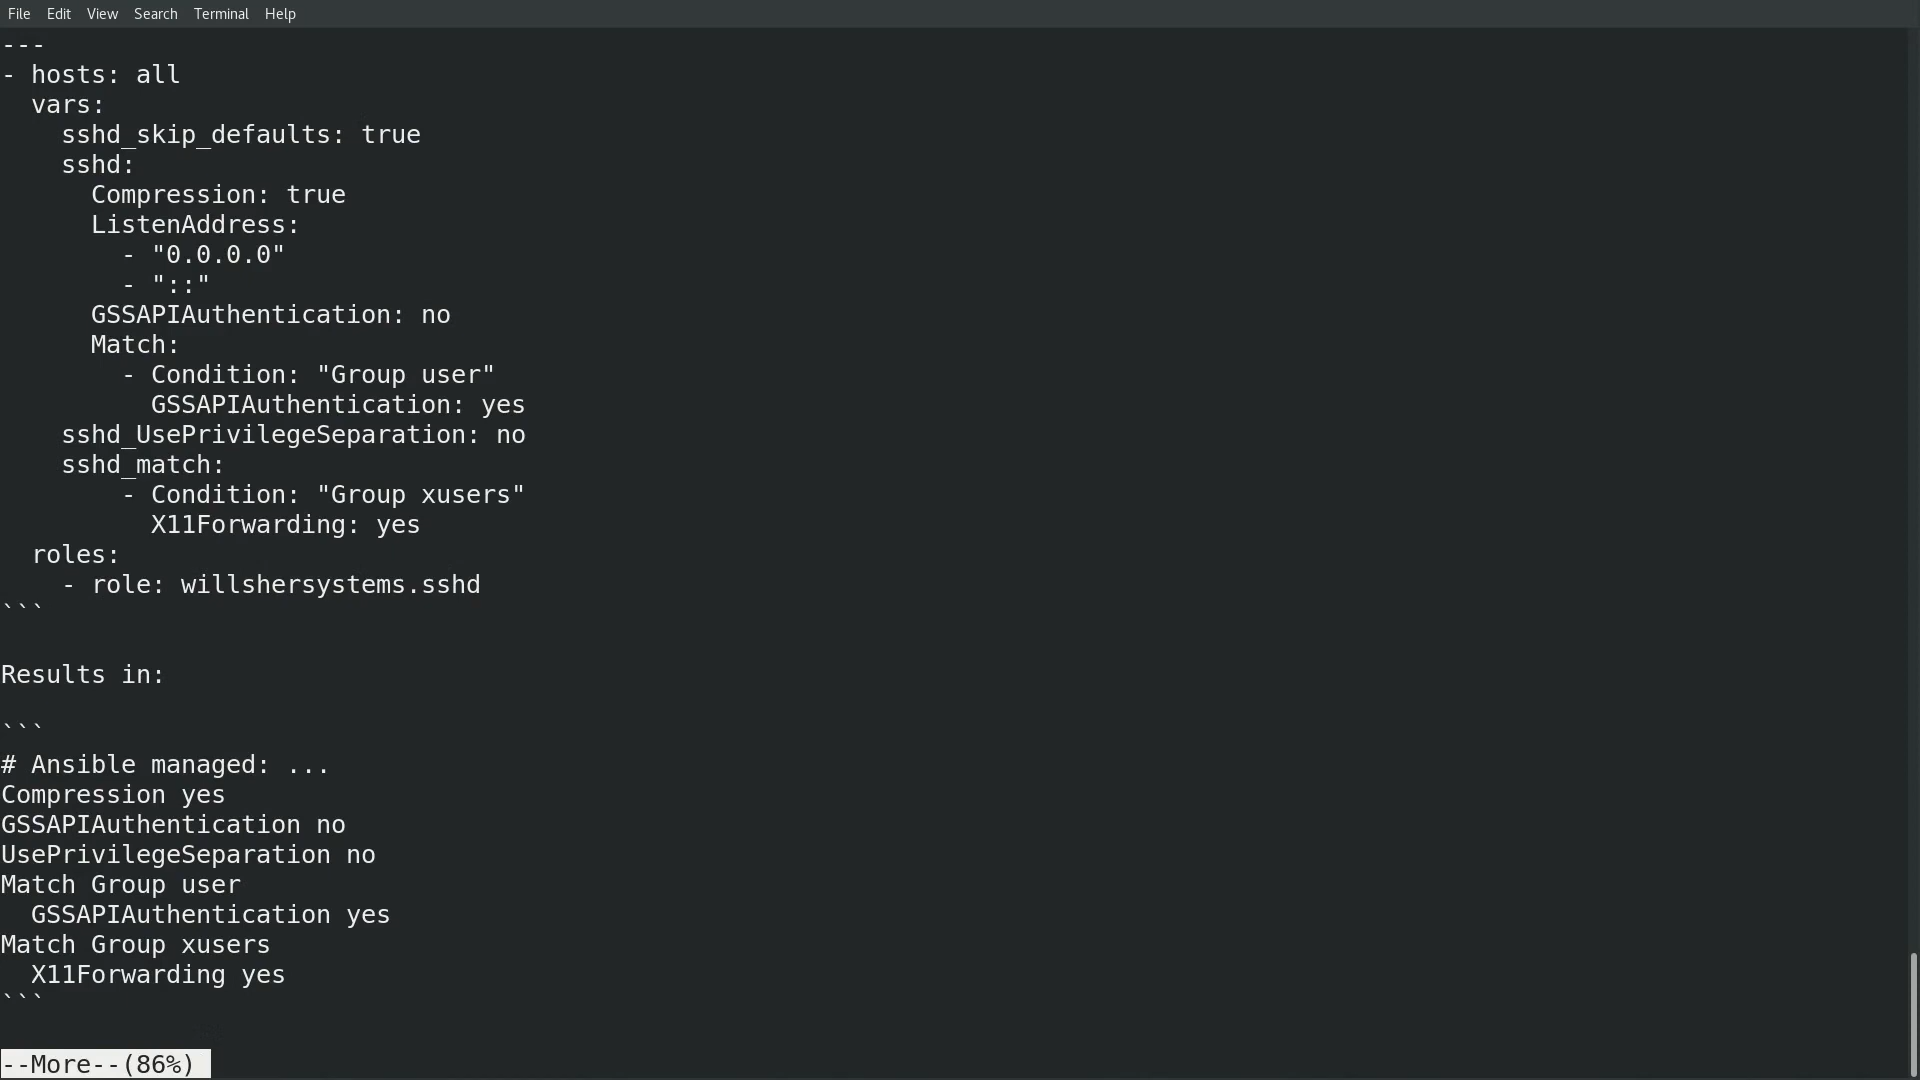 File Edit View Search Terminal Help
---
- hosts: all
  vars:
    sshd_skip_defaults: true
    sshd:
      Compression: true
      ListenAddress:
        - "0.0.0.0"
        - "::"
      GSSAPIAuthentication: no
      Match:
        - Condition: "Group user"
          GSSAPIAuthentication: yes
    sshd_UsePrivilegeSeparation: no
    sshd_match:
        - Condition: "Group xusers"
          X11Forwarding: yes
  roles:
    - role: willshersystems.sshd
```
Results in:
```
# Ansible managed: ...
Compression yes
GSSAPIAuthentication no
UsePrivilegeSeparation no
Match Group user
  GSSAPIAuthentication yes
Match Group xusers
  X11Forwarding yes
```
--More--(86%)